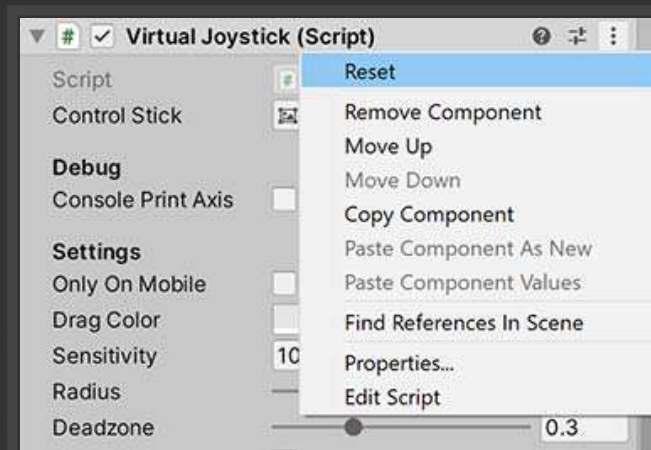 # Virtual Joystick (Script)
Script #
Control Stick
Debug
Console Print Axis
Settings
Only On Mobile
Drag Color
Sensitivity 10
Radius
Deadzone 0.3
Reset
Remove Component
Move Up
Move Down
Copy Component
Paste Component As New
Paste Component Values
Find References In Scene
Properties...
Edit Script